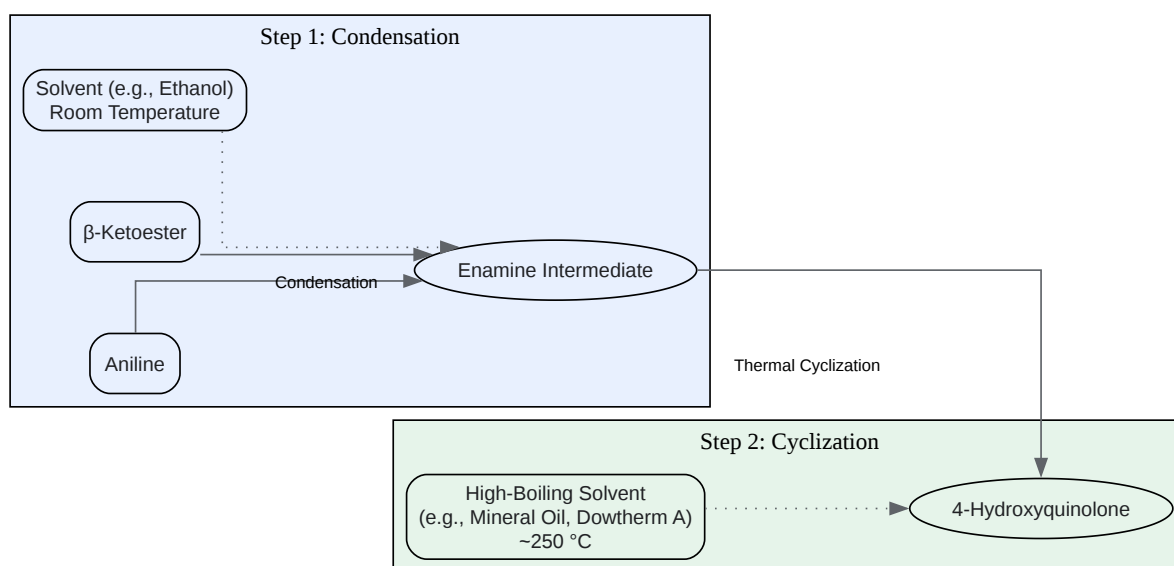 Step 1: Condensation
Solvent (e.g., Ethanol)
Room Temperature
β-Ketoester
Enamine Intermediate
Condensation
Aniline
Thermal Cyclization
Step 2: Cyclization
High-Boiling Solvent
(e.g., Mineral Oil, Dowtherm A)
~250 °C
4-Hydroxyquinolone